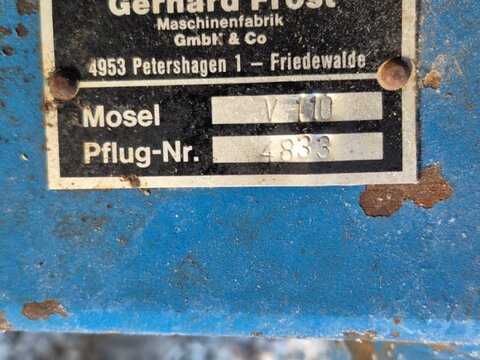 Gerhard Frost
Maschinenfabrik
GmbH & Co
4953 Petershagen 1 – Friedewalde
Mosel V 110
Pflug-Nr. 4833